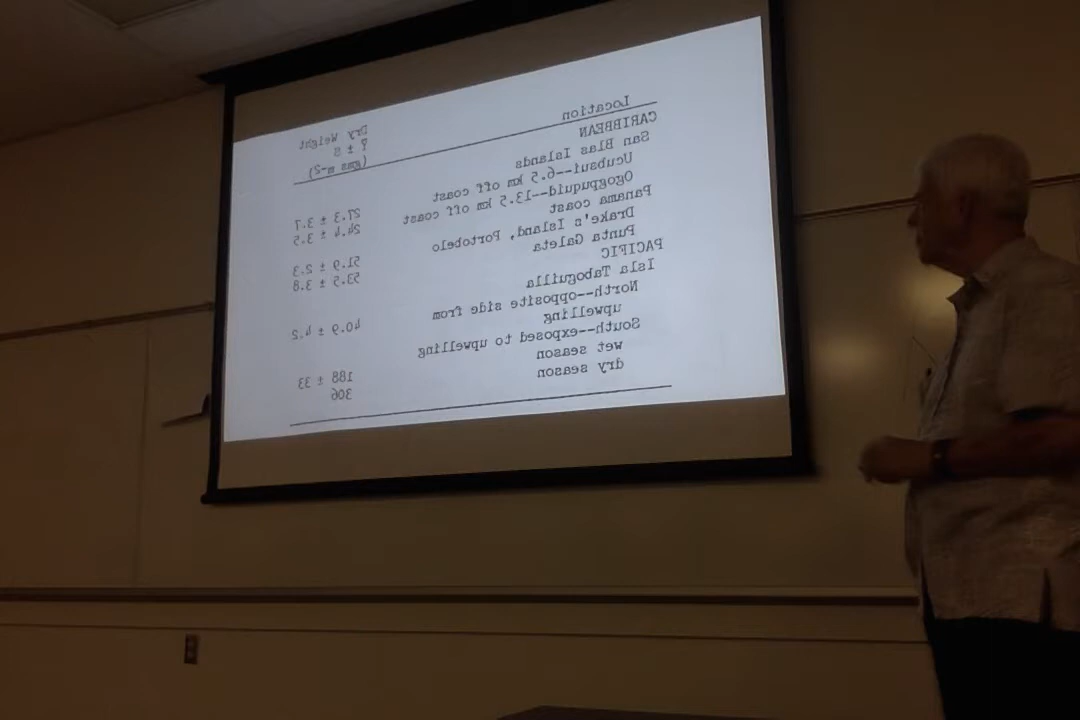 Location
Dry Weight
X̄ ± S
(gms m-2)
CARIBBEAN
San Blas Islands
Ucubsui--6.5 km off coast 27.3 ± 3.7
Ogogpuquid--13.5 km off coast 24.4 ± 3.5
Panama coast
Drake's Island, Portobelo 51.9 ± 2.3
Punta Galeta 53.5 ± 3.8
PACIFIC
Isla Taboguilla
North--opposite side from
upwelling 40.9 ± 4.2
South--exposed to upwelling
wet season 188 ± 33
dry season 306